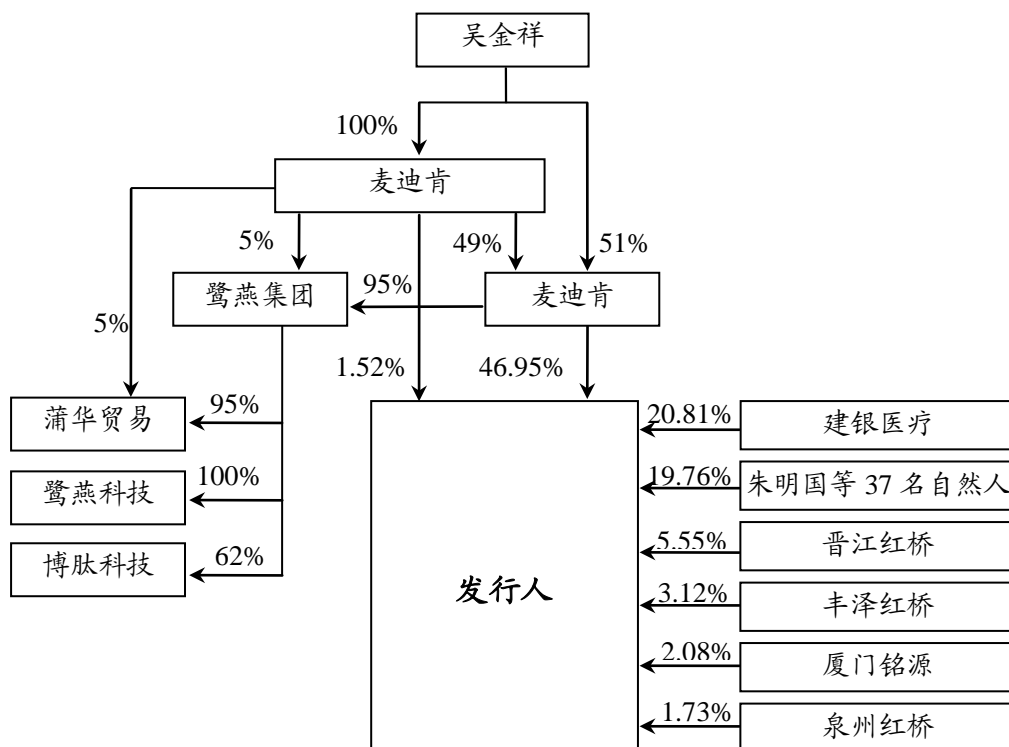 吴金祥
100%
麦迪肯
5%
49%
51%
鹭燕集团
95%
麦迪肯
5%
1.52%
46.95%
蒲华贸易
95%
20.81%
建银医疗
鹭燕科技
100%
19.76%
朱明国等 37 名自然人
博肽科技
62%
5.55%
晋江红桥
发行人
3.12%
丰泽红桥
2.08%
厦门铭源
1.73%
泉州红桥